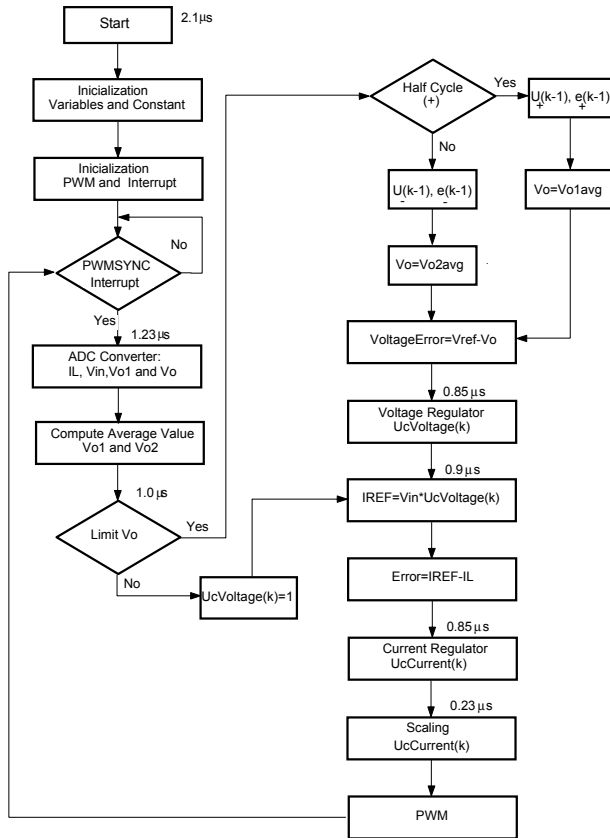 Start
2.1μs
Inicialization
Variables and Constant
Inicialization
PWM and Interrupt
No
PWMSYNC
Interrupt
Yes
1.23μs
ADC Converter:
IL, Vin,Vo1 and Vo
Compute Average Value
Vo1 and Vo2
1.0μs
Limit Vo
Yes
No
UcVoltage(k)=1
Half Cycle
(+)
Yes
U(k-1), e(k-1)
+ +
Vo=Vo1avg
No
U(k-1), e(k-1)
- -
Vo=Vo2avg
VoltageError=Vref-Vo
0.85μs
Voltage Regulator
UcVoltage(k)
0.9μs
IREF=Vin*UcVoltage(k)
Error=IREF-IL
0.85μs
Current Regulator
UcCurrent(k)
0.23μs
Scaling
UcCurrent(k)
PWM